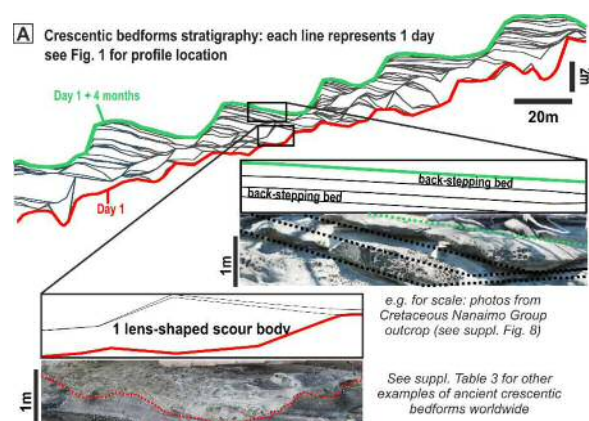 A Crescentic bedforms stratigraphy: each line represents 1 day
see Fig. 1 for profile location
Day 1 + 4 months
2m
20m
Day 1
back-stepping bed
back-stepping bed
1m
1 lens-shaped scour body
e.g. for scale: photos from
Cretaceous Nanaimo Group
outcrop (see suppl. Fig. 8)
1m
See suppl. Table 3 for other
examples of ancient crescentic
bedforms worldwide